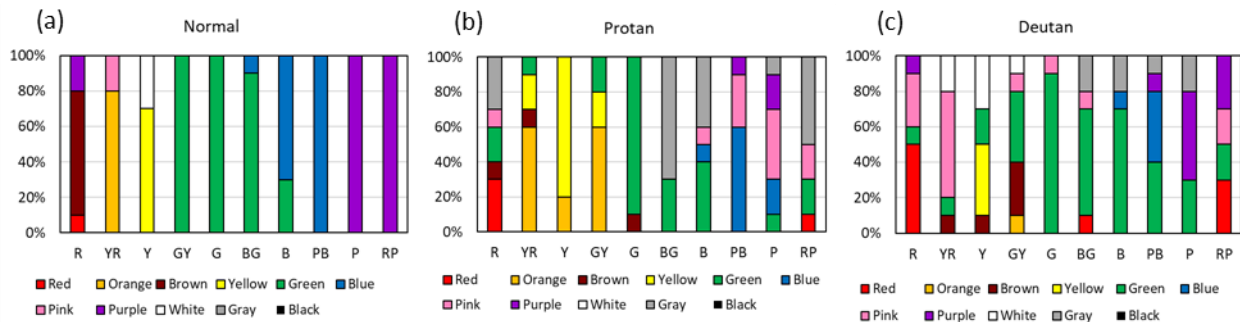 (a)
Normal
100%
80%
60%
40%
20%
0%
R YR Y GY G BG B PB P RP
Red Orange Brown Yellow Green Blue
Pink Purple White Gray Black
(b)
Protan
100%
80%
60%
40%
20%
0%
R YR Y GY G BG B PB P RP
Red Orange Brown Yellow Green Blue
Pink Purple White Gray Black
(c)
Deutan
100%
80%
60%
40%
20%
0%
R YR Y GY G BG B PB P RP
Red Orange Brown Yellow Green Blue
Pink Purple White Gray Black